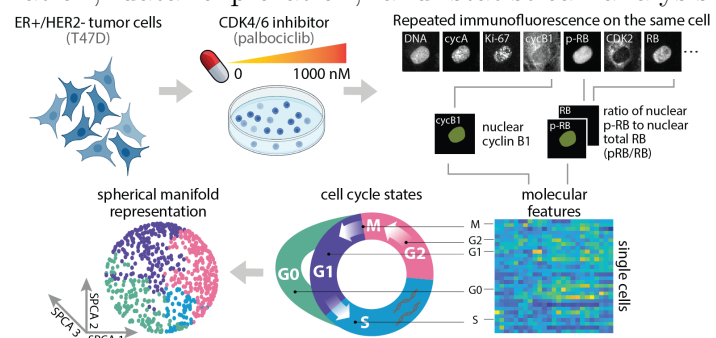 ER+/HER2- tumor cells
(T47D)
CDK4/6 inhibitor
(palbociclib)
0
1000 nM
Repeated immunofluorescence on the same cell
DNA
cycA
Ki-67
cycB1
p-RB
CDK2
RB
...
cycB1
nuclear
cyclin B1
RB
p-RB
ratio of nuclear
p-RB to nuclear
total RB
(pRB/RB)
spherical manifold
representation
SPCA 3
SPCA 2
SPCA 1
cell cycle states
M
G2
G1
G0
S
molecular
features
M
G2
G1
G0
S
single cells